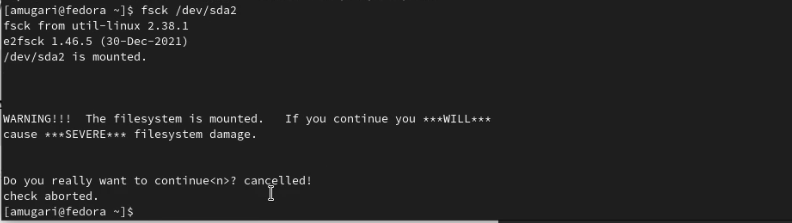 [amugari@fedora ~]$ fsck /dev/sda2
fsck from util-linux 2.38.1
e2fsck 1.46.5 (30-Dec-2021)
/dev/sda2 is mounted.
WARNING!!!  The filesystem is mounted.   If you continue you ***WILL***
cause ***SEVERE*** filesystem damage.
Do you really want to continue<n>? cancelled!
check aborted.
[amugari@fedora ~]$